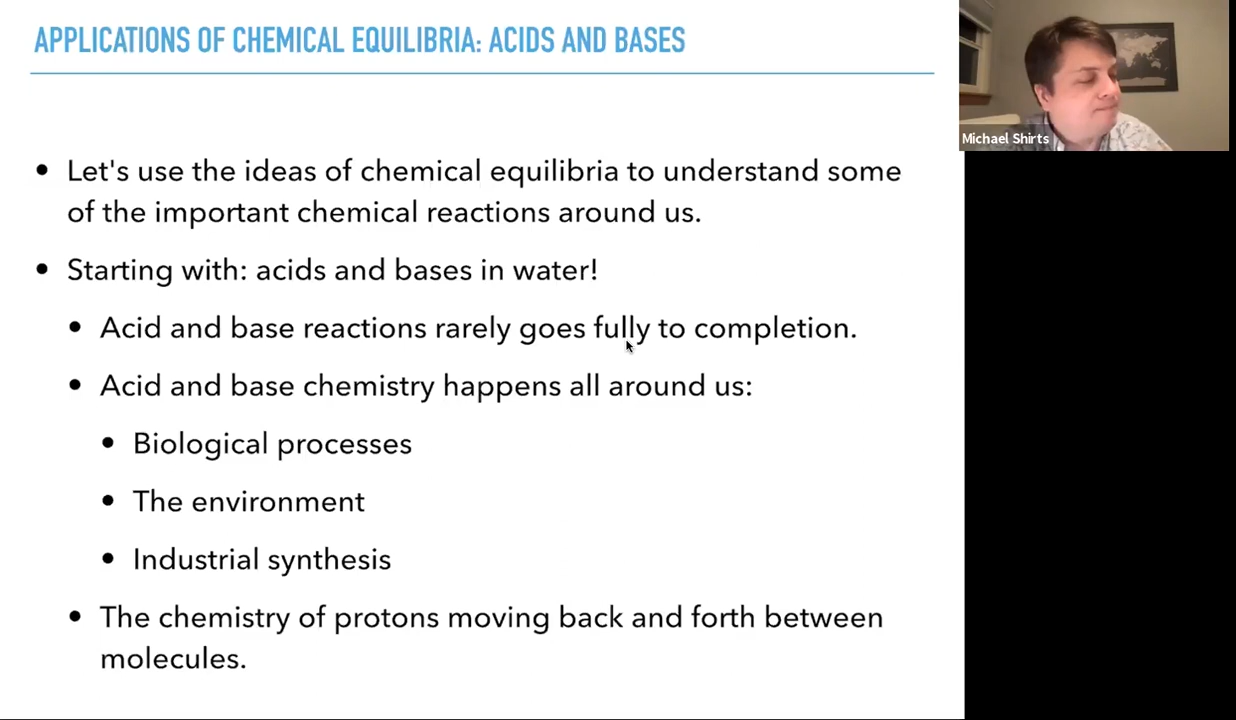 APPLICATIONS OF CHEMICAL EQUILIBRIA: ACIDS AND BASES
Michael Shirts
• Let's use the ideas of chemical equilibria to understand some
of the important chemical reactions around us.
• Starting with: acids and bases in water!
• Acid and base reactions rarely goes fully to completion.
• Acid and base chemistry happens all around us:
• Biological processes
• The environment
• Industrial synthesis
• The chemistry of protons moving back and forth between
molecules.